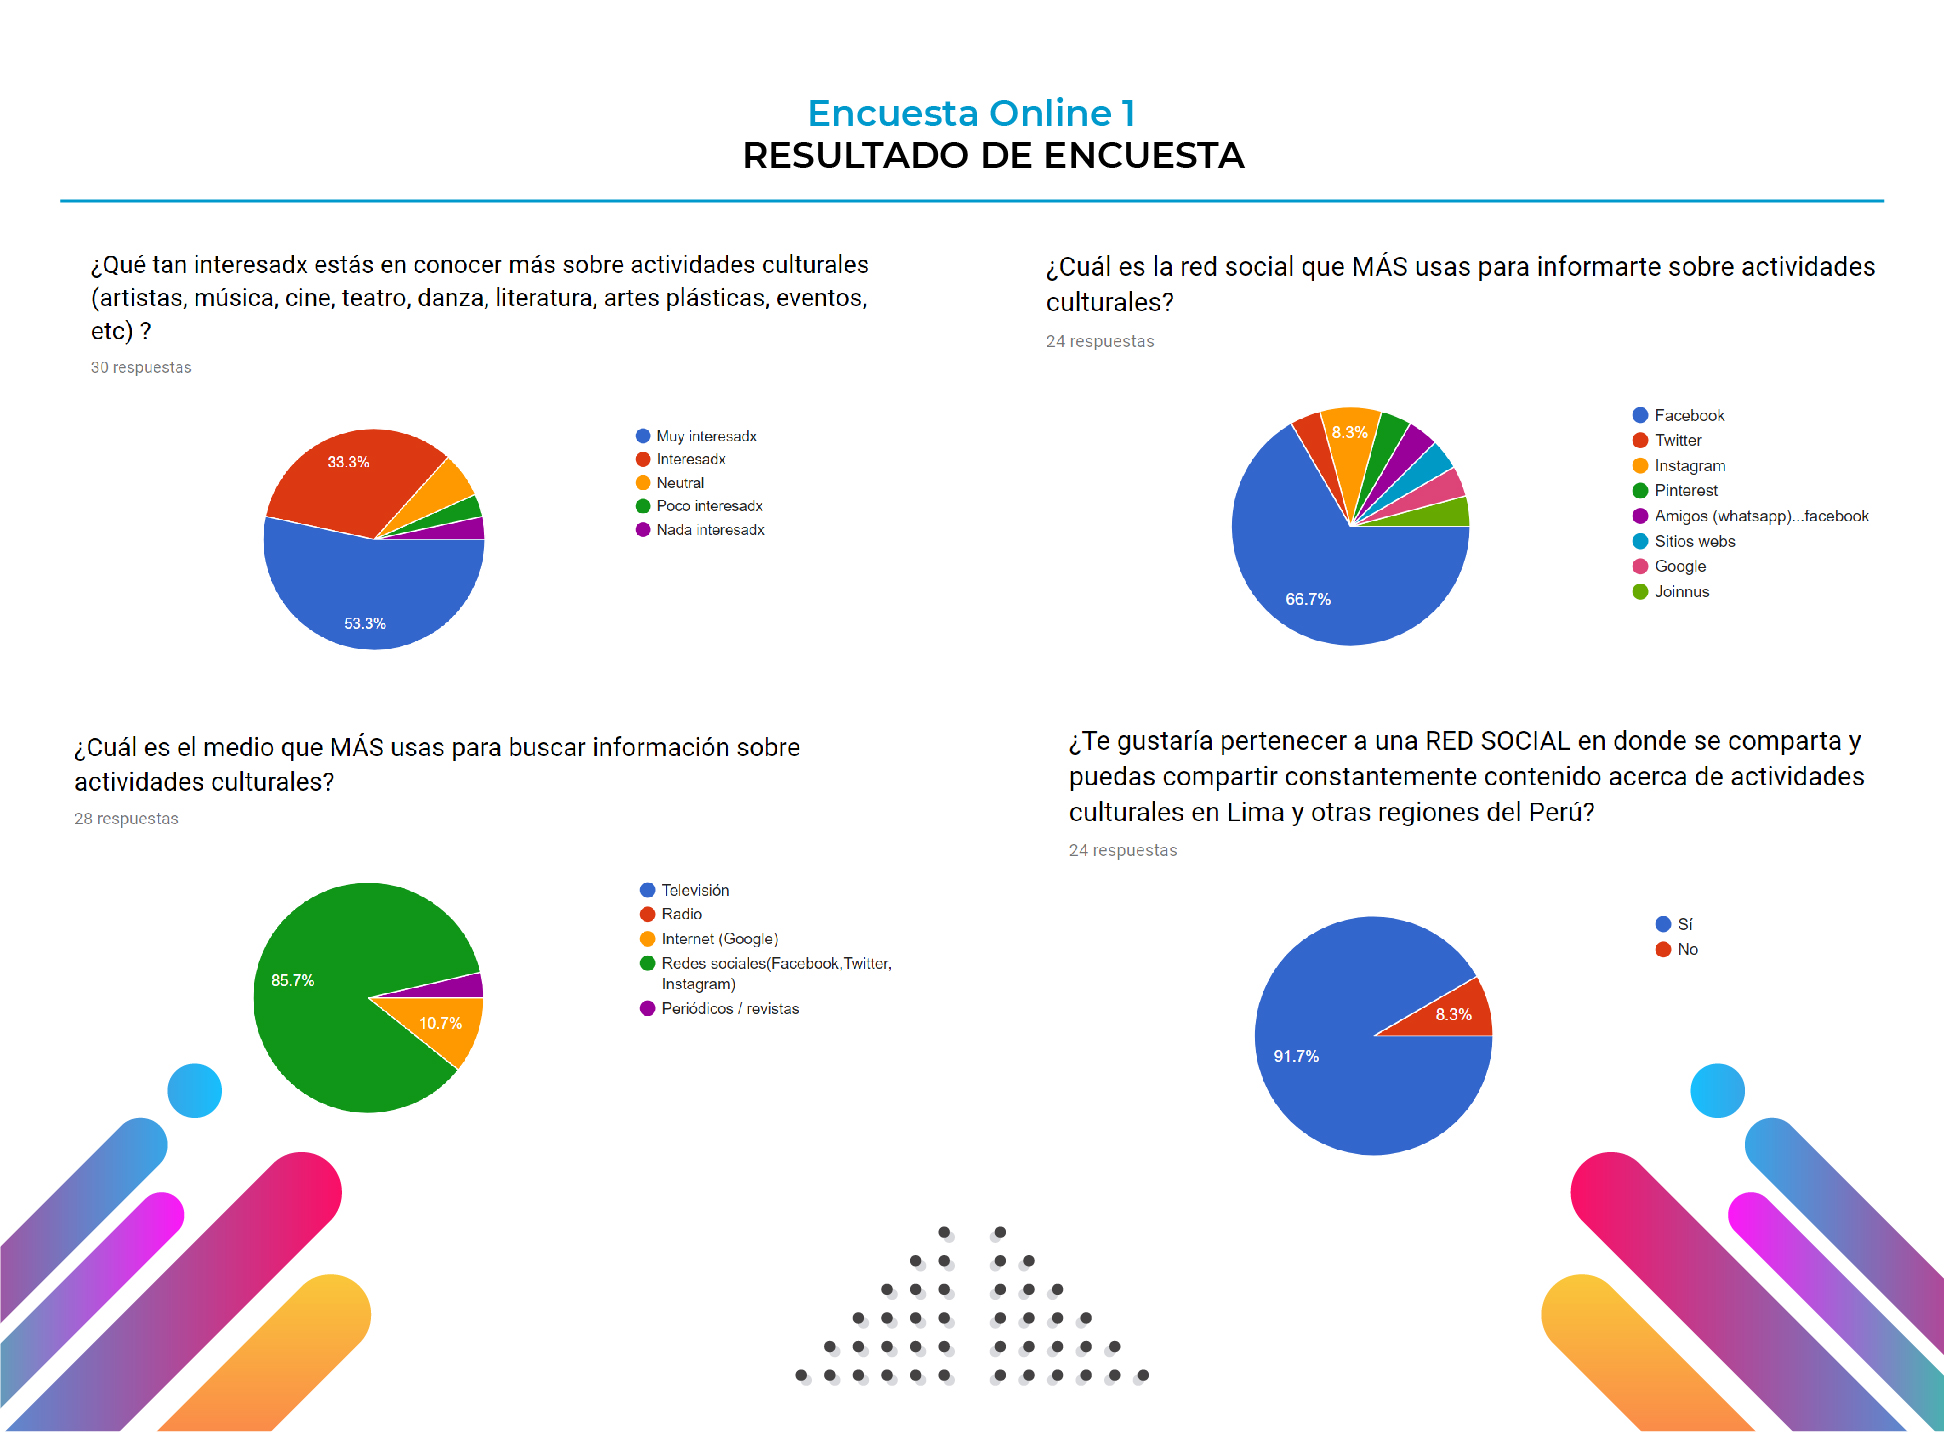 Encuesta Online 1
RESULTADO DE ENCUESTA
¿Qué tan interesadx estás en conocer más sobre actividades culturales
(artistas, música, cine, teatro, danza, literatura, artes plásticas, eventos,
etc) ?
30 respuestas
33.3%
53.3%
Muy interesadx
Interesadx
Neutral
Poco interesadx
Nada interesadx
¿Cuál es la red social que MÁS usas para informarte sobre actividades
culturales?
24 respuestas
8.3%
66.7%
Facebook
Twitter
Instagram
Pinterest
Amigos (whatsapp)...facebook
Sitios webs
Google
Joinnus
¿Cuál es el medio que MÁS usas para buscar información sobre
actividades culturales?
28 respuestas
85.7%
10.7%
Televisión
Radio
Internet (Google)
Redes sociales(Facebook,Twitter,
Instagram)
Periódicos / revistas
¿Te gustaría pertenecer a una RED SOCIAL en donde se comparta y
puedas compartir constantemente contenido acerca de actividades
culturales en Lima y otras regiones del Perú?
24 respuestas
8.3%
91.7%
Sí
No